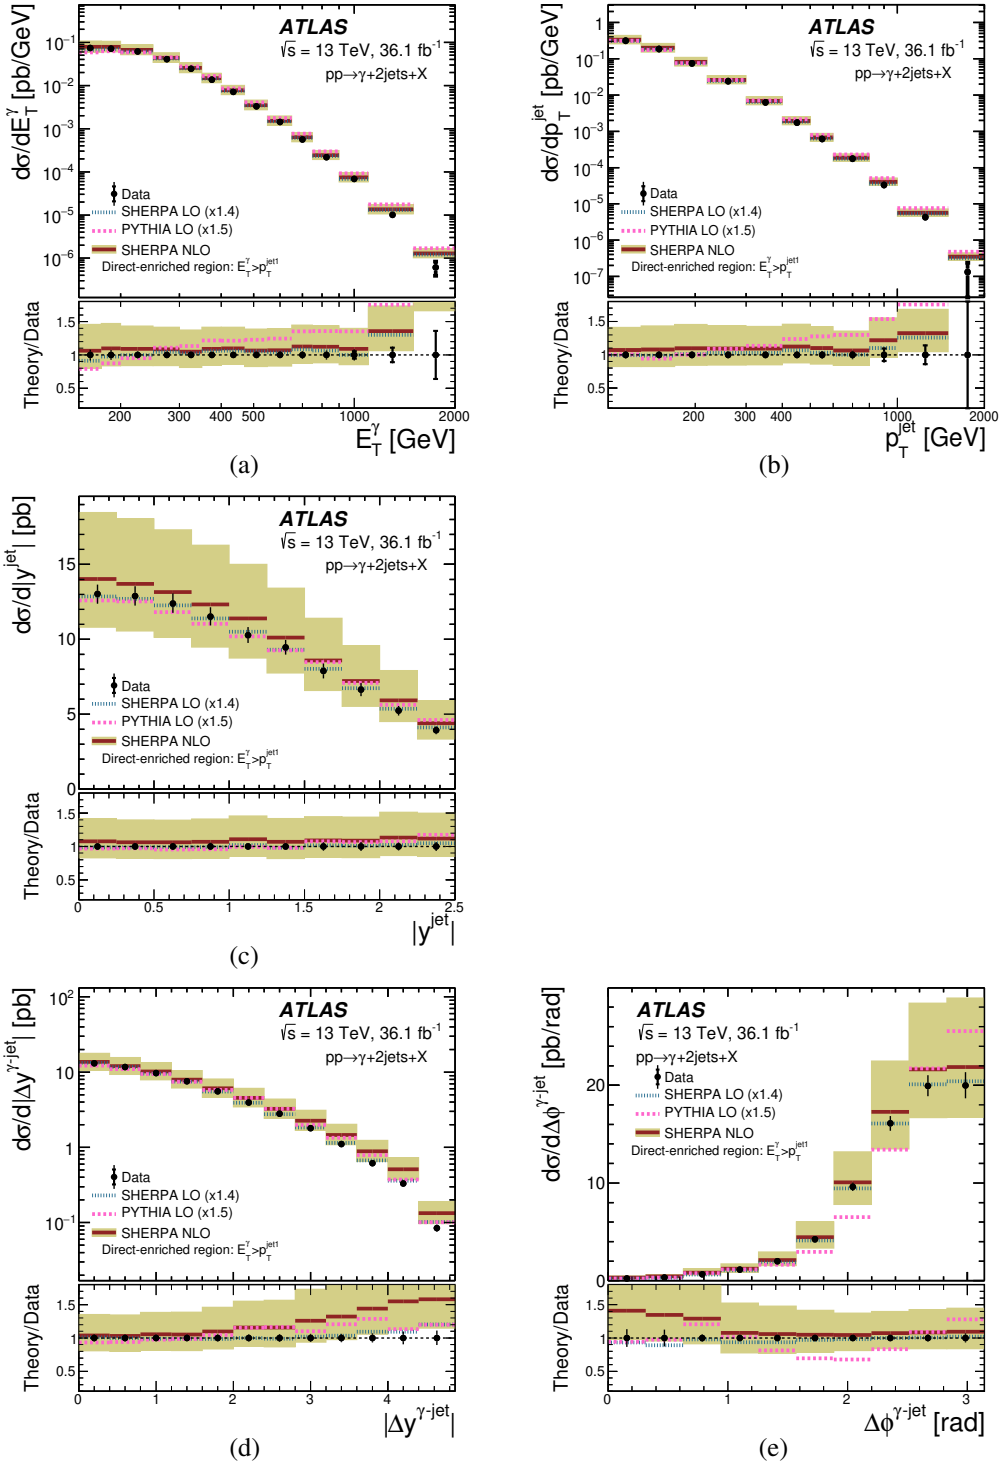 ATLAS
√s = 13 TeV, 36.1 fb⁻¹
pp→γ+2jets+X
dσ/dE_T^γ [pb/GeV]
10⁻¹
10⁻²
10⁻³
10⁻⁴
10⁻⁵
10⁻⁶
Data
SHERPA LO (x1.4)
PYTHIA LO (x1.5)
SHERPA NLO
Direct-enriched region: E_T^γ>p_T^jet1
Theory/Data
1.5
1
0.5
200 300 400 500 1000 2000
E_T^γ [GeV]
(a)
ATLAS
√s = 13 TeV, 36.1 fb⁻¹
pp→γ+2jets+X
dσ/dp_T^jet [pb/GeV]
1
10⁻¹
10⁻²
10⁻³
10⁻⁴
10⁻⁵
10⁻⁶
10⁻⁷
Data
SHERPA LO (x1.4)
PYTHIA LO (x1.5)
SHERPA NLO
Direct-enriched region: E_T^γ>p_T^jet1
Theory/Data
1.5
1
0.5
200 300 400 1000 2000
p_T^jet [GeV]
(b)
ATLAS
√s = 13 TeV, 36.1 fb⁻¹
pp→γ+2jets+X
dσ/d|y^jet| [pb]
15
10
5
0
Data
SHERPA LO (x1.4)
PYTHIA LO (x1.5)
SHERPA NLO
Direct-enriched region: E_T^γ>p_T^jet1
Theory/Data
1.5
1
0.5
0 0.5 1 1.5 2 2.5
|y^jet|
(c)
ATLAS
√s = 13 TeV, 36.1 fb⁻¹
pp→γ+2jets+X
dσ/d|Δy^γ-jet| [pb]
10²
10
1
10⁻¹
Data
SHERPA LO (x1.4)
PYTHIA LO (x1.5)
SHERPA NLO
Direct-enriched region: E_T^γ>p_T^jet1
Theory/Data
1.5
1
0.5
0 1 2 3 4
|Δy^γ-jet|
(d)
ATLAS
√s = 13 TeV, 36.1 fb⁻¹
pp→γ+2jets+X
dσ/dΔϕ^γ-jet [pb/rad]
20
10
0
Data
SHERPA LO (x1.4)
PYTHIA LO (x1.5)
SHERPA NLO
Direct-enriched region: E_T^γ>p_T^jet1
Theory/Data
1.5
1
0.5
0 1 2 3
Δϕ^γ-jet [rad]
(e)